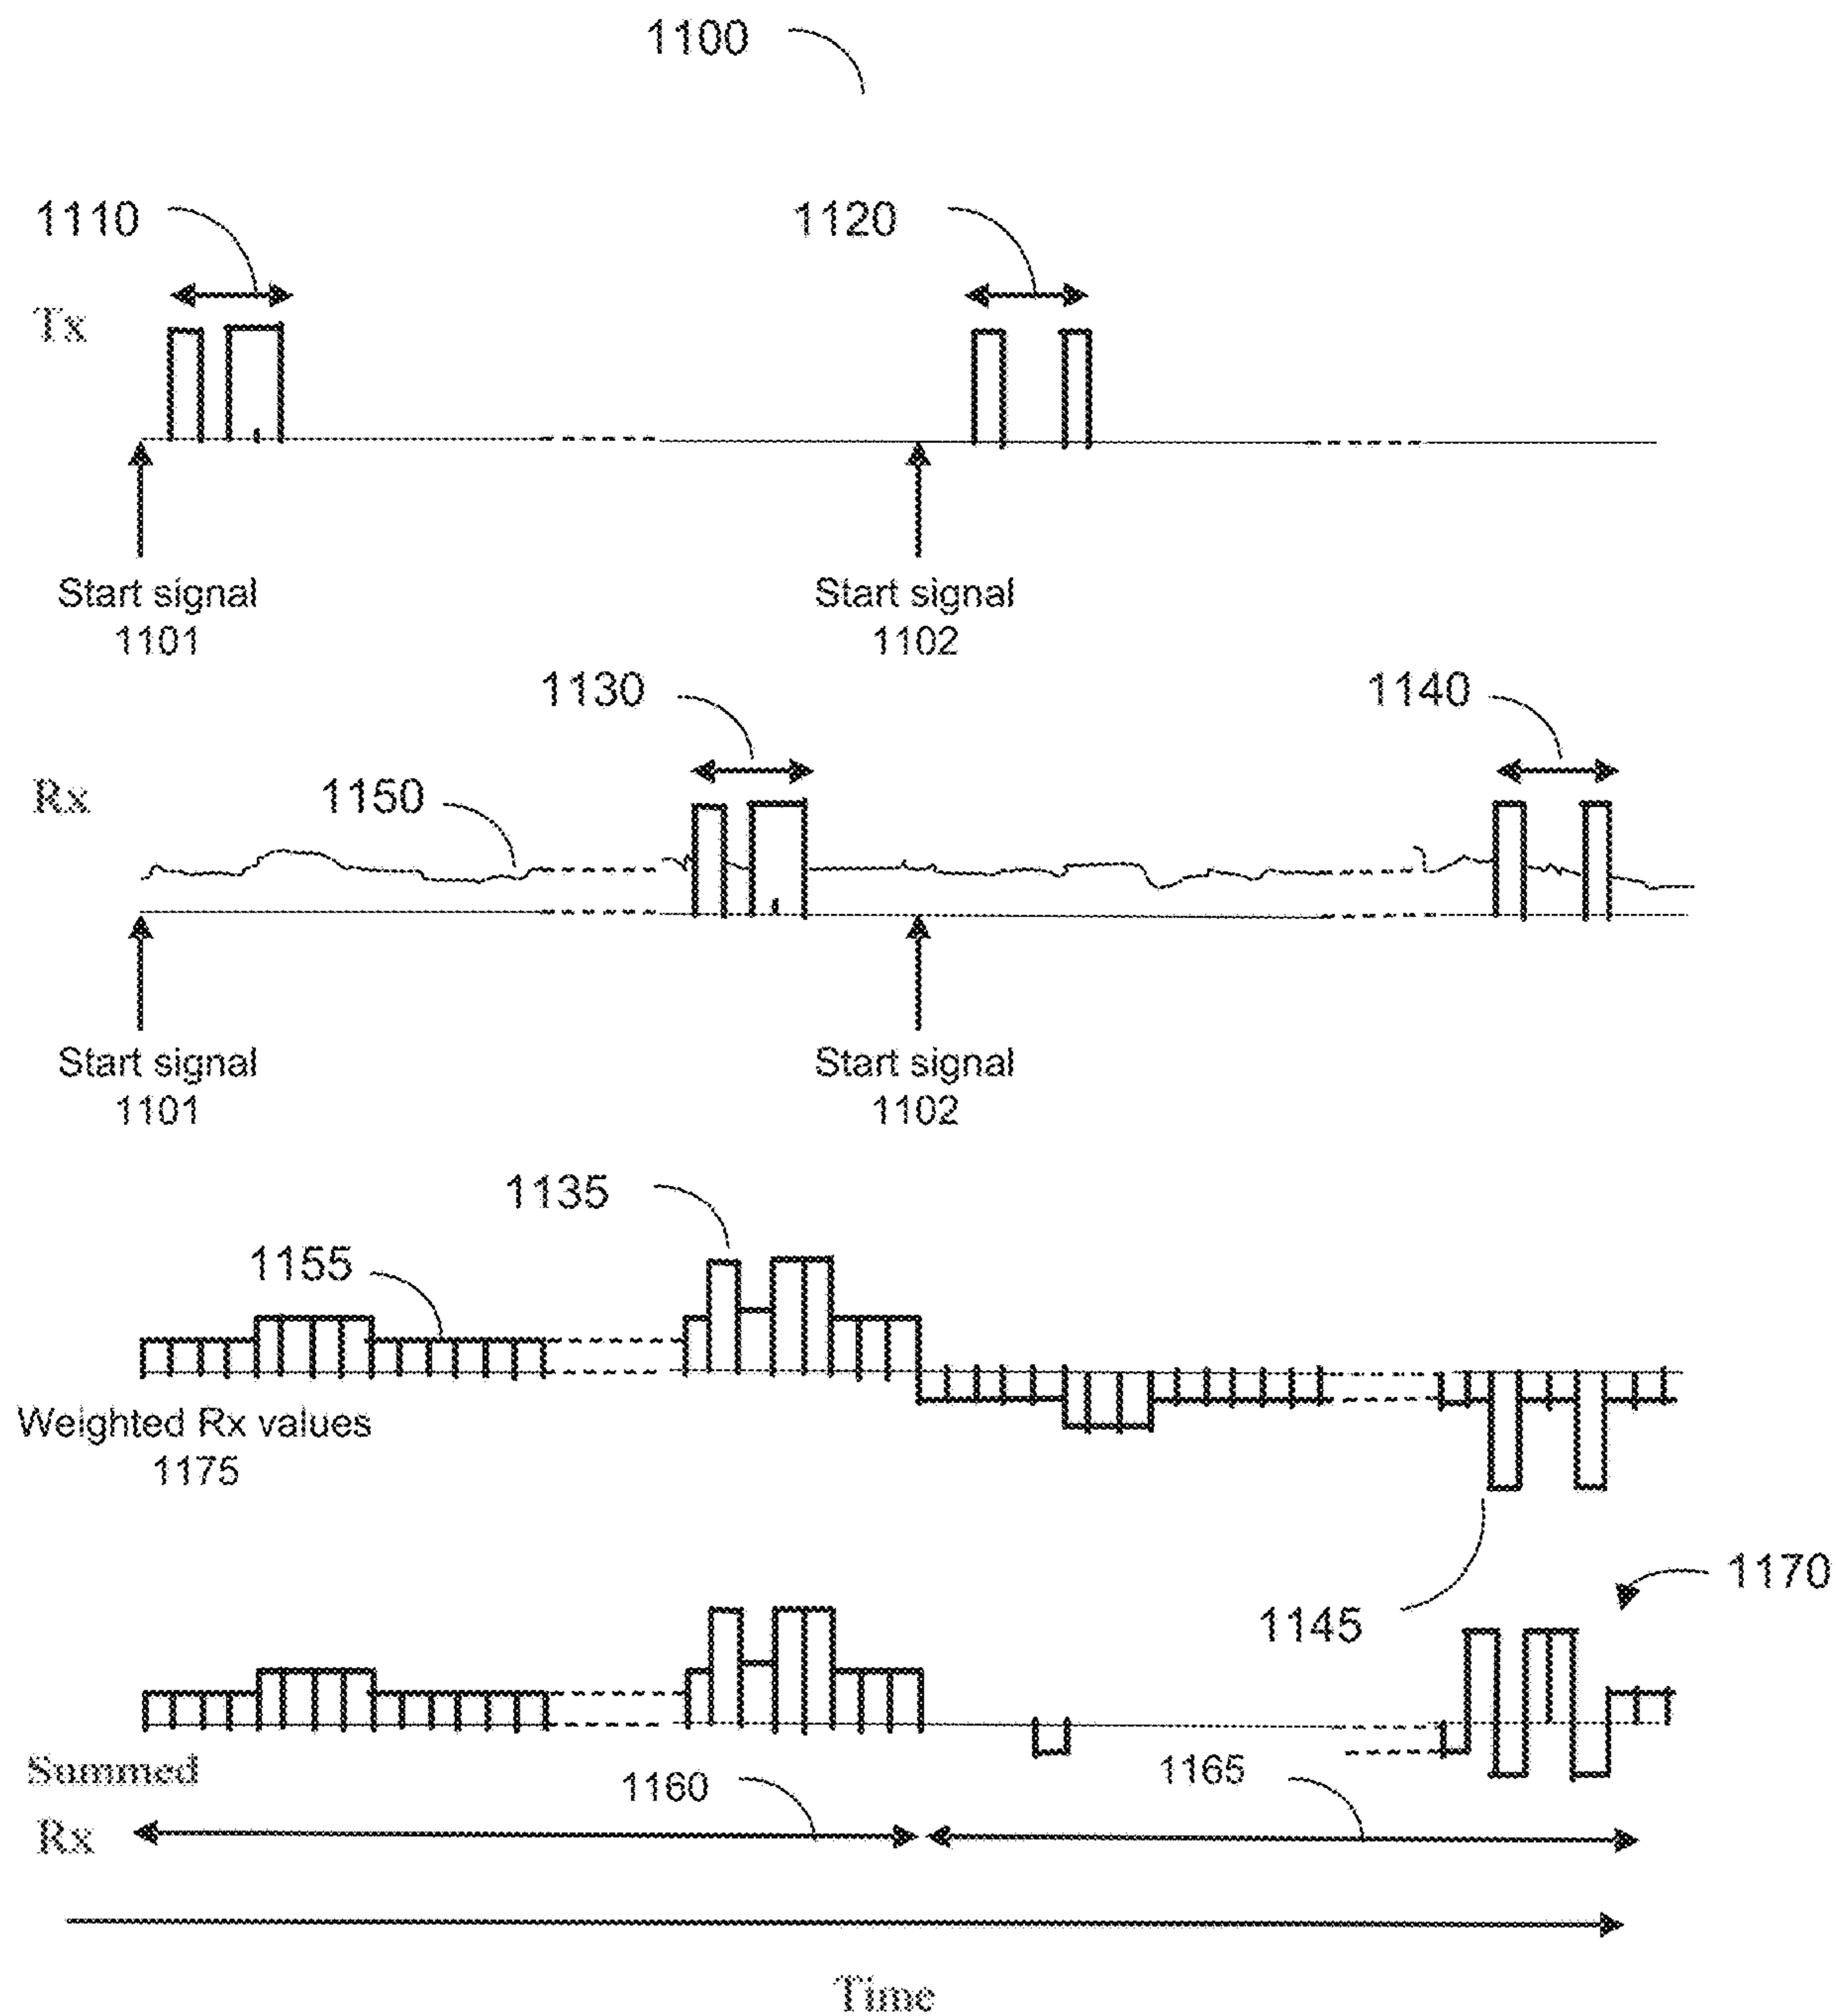 1100
1110
1120
Tx
Start signal
1101
Start signal
1102
1130
1140
Rx
1150
Start signal
1101
Start signal
1102
1135
1155
Weighted Rx values
1175
1145
1170
Summed
Rx
1160
1165
Time